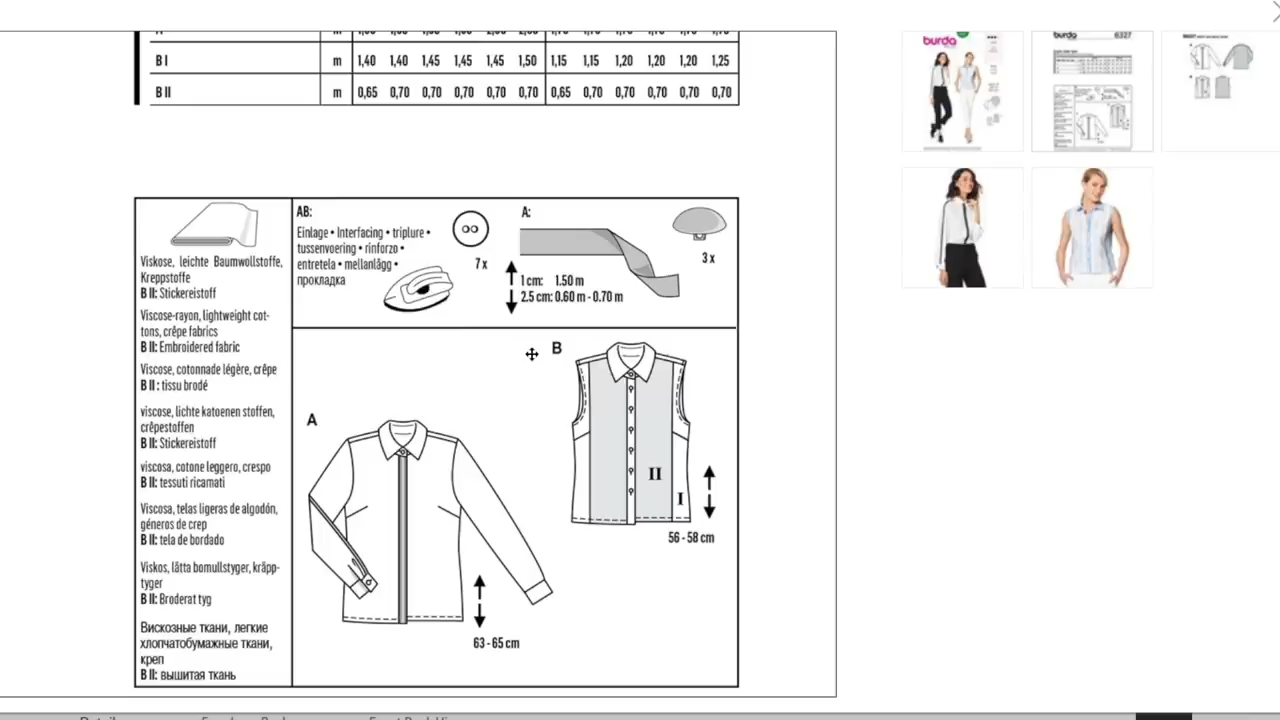 B I m 1,40 1,40 1,45 1,45 1,45 1,50 1,15 1,15 1,20 1,20 1,20 1,25
B II m 0,65 0,70 0,70 0,70 0,70 0,70 0,65 0,70 0,70 0,70 0,70 0,70
Viskose, leichte Baumwollstoffe,
Kreppstoffe
B II: Stickereistoff
Viscose-rayon, lightweight cot-
tons, crêpe fabrics
B II: Embroidered fabric
Viscose, cotonnade légère, crêpe
B II : tissu brodé
viscose, lichte katoenen stoffen,
crêpestoffen
B II: Stickereistoff
viscosa, cotone leggero, crespo
B II: tessuti ricamati
Viscosa, telas ligeras de algodón,
géneros de crep
B II: tela de bordado
Viskos, lätta bomullstyger, kräpp-
tyger
B II: Broderat tyg
Вискозные ткани, легкие
хлопчатобумажные ткани,
креп
B II: вышитая ткань
AB:
Einlage • Interfacing • triplure •
tussenvoering • rinforzo •
entretela • mellanlägg •
прокладка
7 x
A:
1 cm: 1.50 m
2.5 cm: 0.60 m - 0.70 m
3 x
A
63 - 65 cm
B
II
I
56 - 58 cm
burda
burda
6327